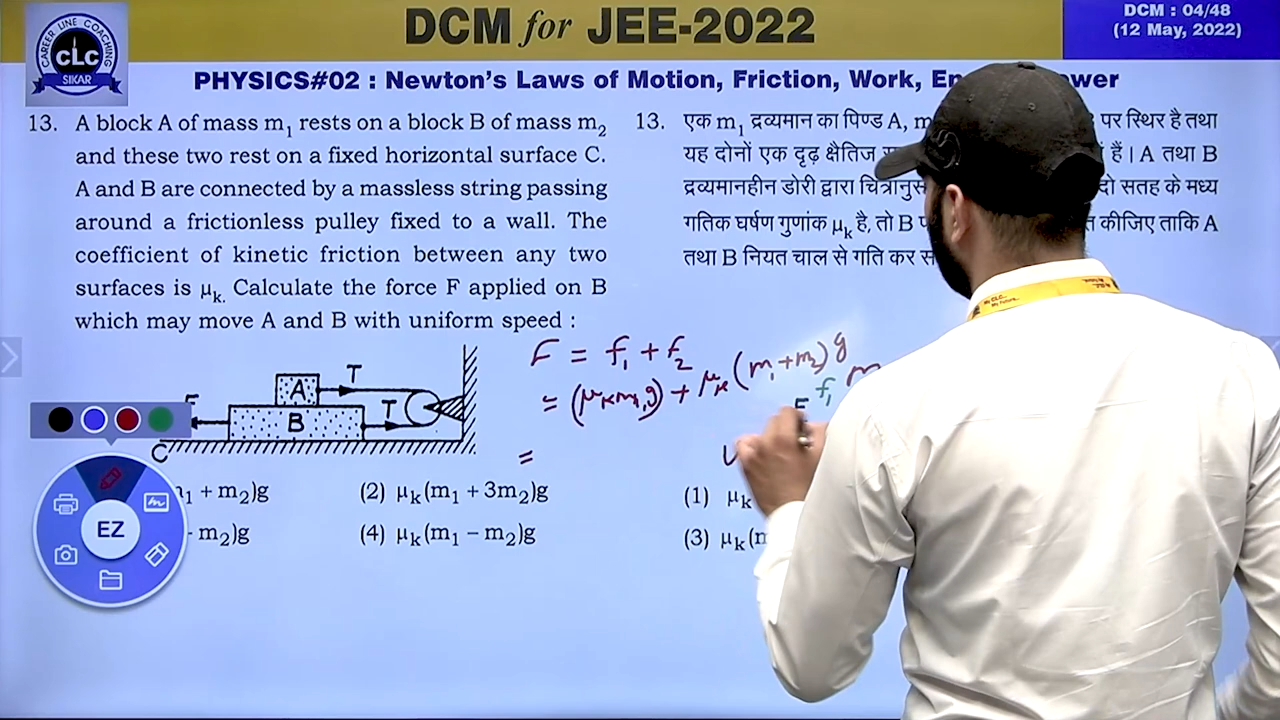 DCM for JEE-2022
DCM : 04/48
(12 May, 2022)
CAREER LINE COACHING
CLC
SIKAR
PHYSICS#02 : Newton's Laws of Motion, Friction, Work,
13. A block A of mass m₁ rests on a block B of mass m₂
and these two rest on a fixed horizontal surface C.
A and B are connected by a massless string passing
around a frictionless pulley fixed to a wall. The
coefficient of kinetic friction between any two
surfaces is μₖ. Calculate the force F applied on B
which may move A and B with uniform speed :
T
A
T
B
C
(2) μₖ(m₁ + 3m₂)g
+ m₂)g
(4) μₖ(m₁ − m₂)g
m₂)g
13. एक m₁ द्रव्यमान का पिण्ड A, पर स्थिर है तथा
यह दोनों एक दृढ़ क्षैतिज हैं। A तथा B
द्रव्यमानहीन डोरी द्वारा दो सतह के मध्य
गतिक घर्षण गुणांक μₖ है, तो B कीजिए ताकि A
तथा B नियत चाल से गति कर
F = f₁ + f₂
= (μₖm₁g) + μₖ(m₁+m₂)g
=
f₁
(1) μₖ
(3) μₖ(m
EZ